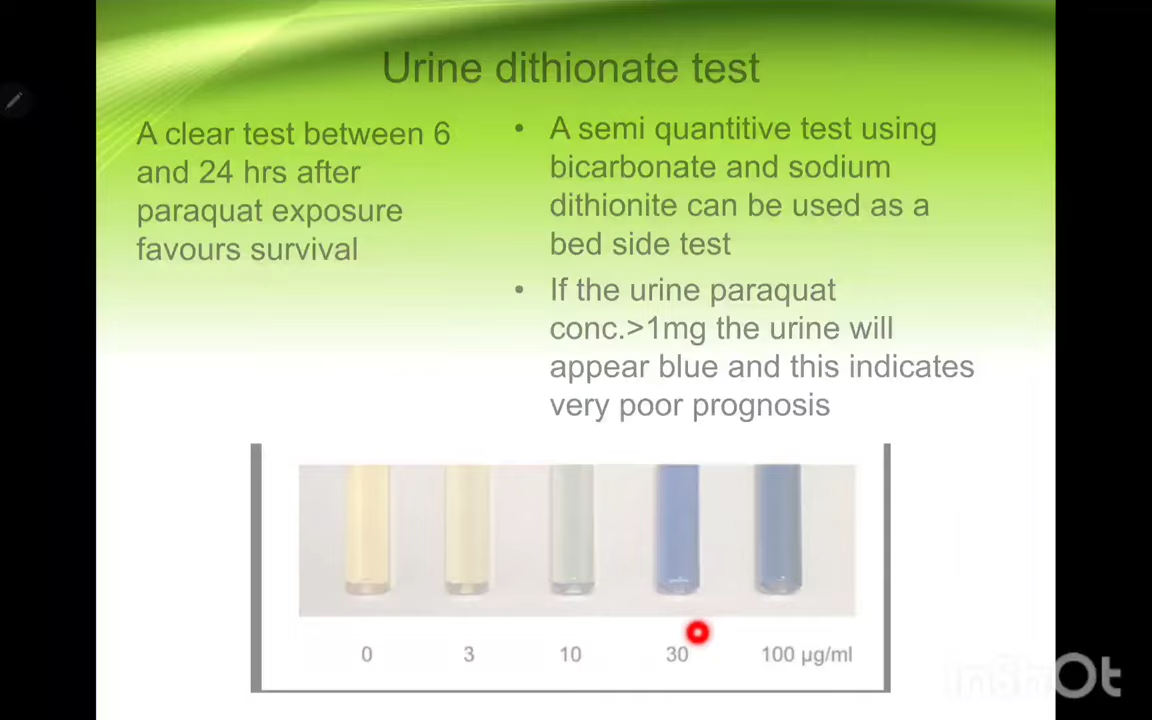 Urine dithionate test
A clear test between 6
and 24 hrs after
paraquat exposure
favours survival
• A semi quantitive test using
bicarbonate and sodium
dithionite can be used as a
bed side test
• If the urine paraquat
conc.>1mg the urine will
appear blue and this indicates
very poor prognosis
0 3 10 30 100 µg/ml
InShOt